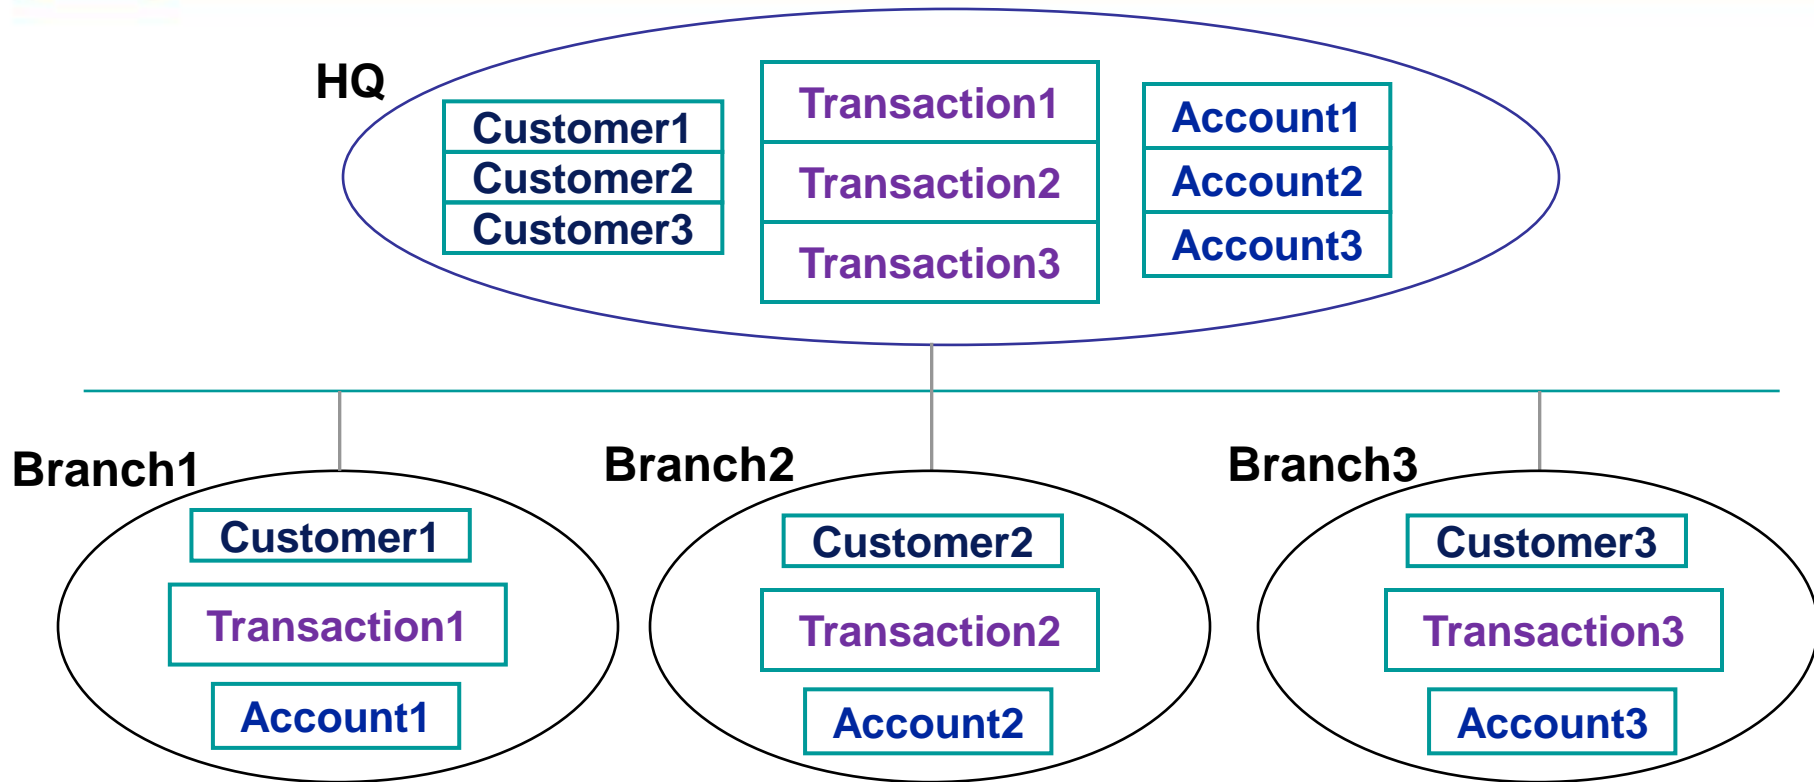 HQ
Customer1
Customer2
Customer3
Transaction1
Transaction2
Transaction3
Account1
Account2
Account3
Branch1
Customer1
Transaction1
Account1
Branch2
Customer2
Transaction2
Account2
Branch3
Customer3
Transaction3
Account3